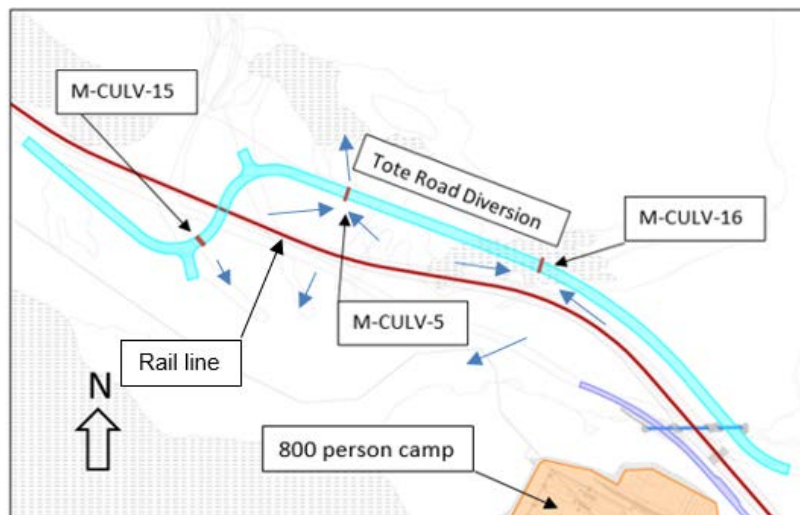 M-CULV-15
Tote Road Diversion
M-CULV-16
M-CULV-5
Rail line
N
800 person camp